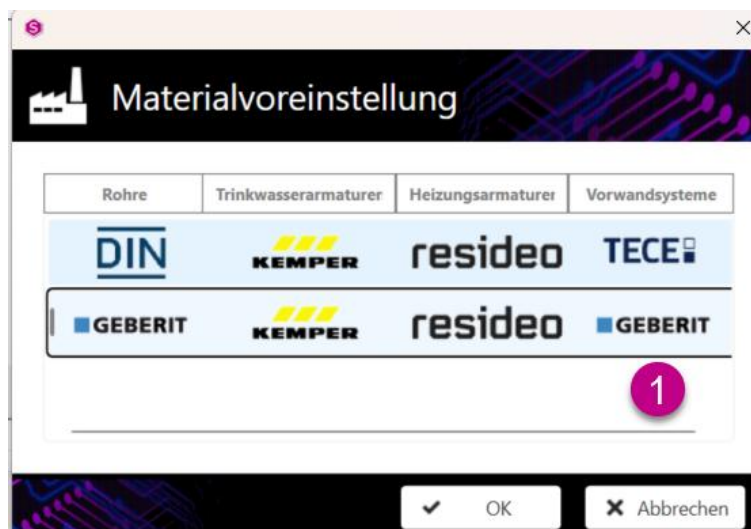 S
Materialvoreinstellung
Rohre Trinkwasserarmaturer Heizungsarmaturer Vorwandsysteme
DIN KEMPER resideo TECE
GEBERIT KEMPER resideo GEBERIT
1
OK Abbrechen